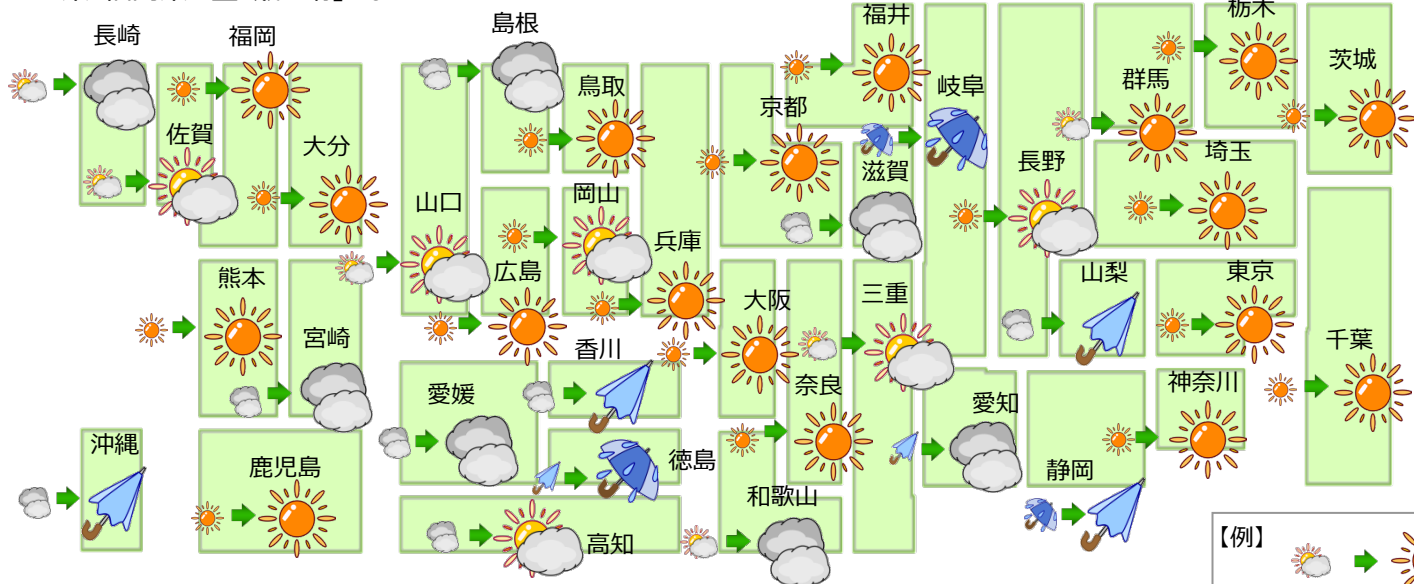 長崎
福岡
島根
福井
栃木
茨城
群馬
岐阜
鳥取
京都
佐賀
大分
埼玉
滋賀
長野
山口
岡山
兵庫
広島
熊本
大阪
三重
山梨
東京
宮崎
香川
千葉
奈良
神奈川
愛媛
愛知
沖縄
鹿児島
徳島
静岡
和歌山
高知
【例】